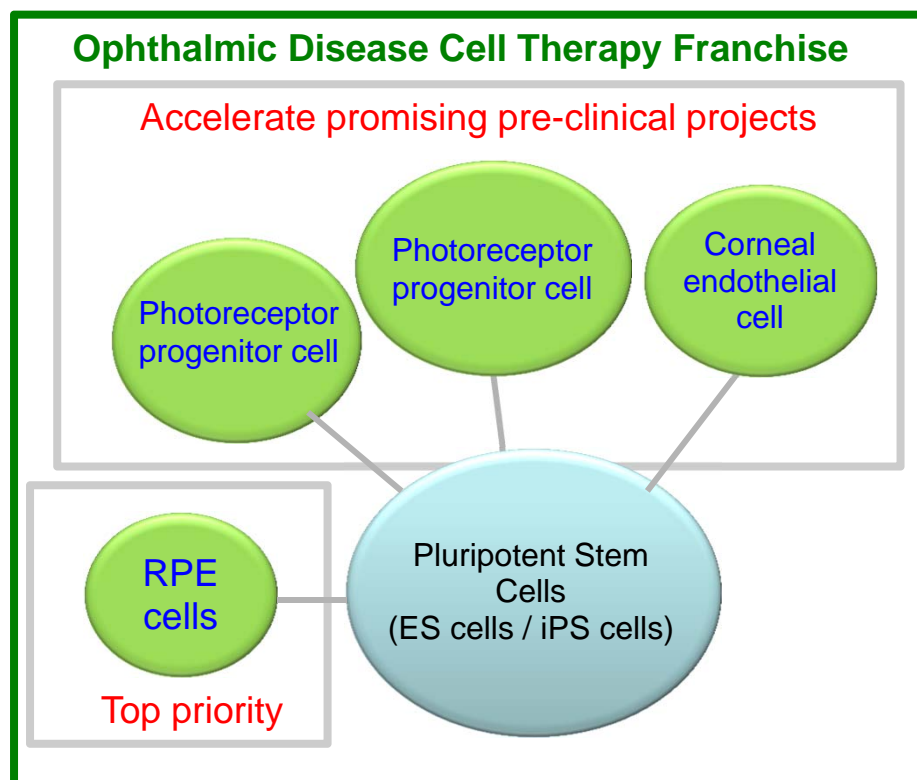 Ophthalmic Disease Cell Therapy Franchise
Accelerate promising pre-clinical projects
Photoreceptor
progenitor cell
Photoreceptor
progenitor cell
Corneal
endothelial
cell
RPE
cells
Top priority
Pluripotent Stem
Cells
(ES cells / iPS cells)